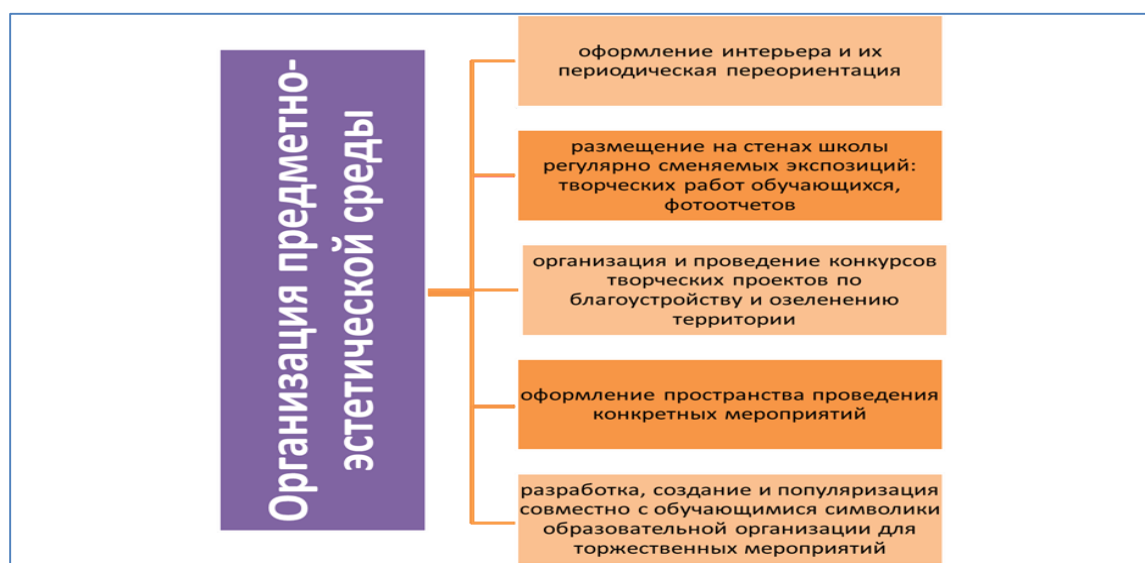 Организация предметно-
эстетической среды
оформление интерьера и их
периодическая переориентация
размещение на стенах школы
регулярно сменяемых экспозиций:
творческих работ обучающихся,
фотоотчетов
организация и проведение конкурсов
творческих проектов по
благоустройству и озеленению
территории
оформление пространства проведения
конкретных мероприятий
разработка, создание и популяризация
совместно с обучающимися символики
образовательной организации для
торжественных мероприятий